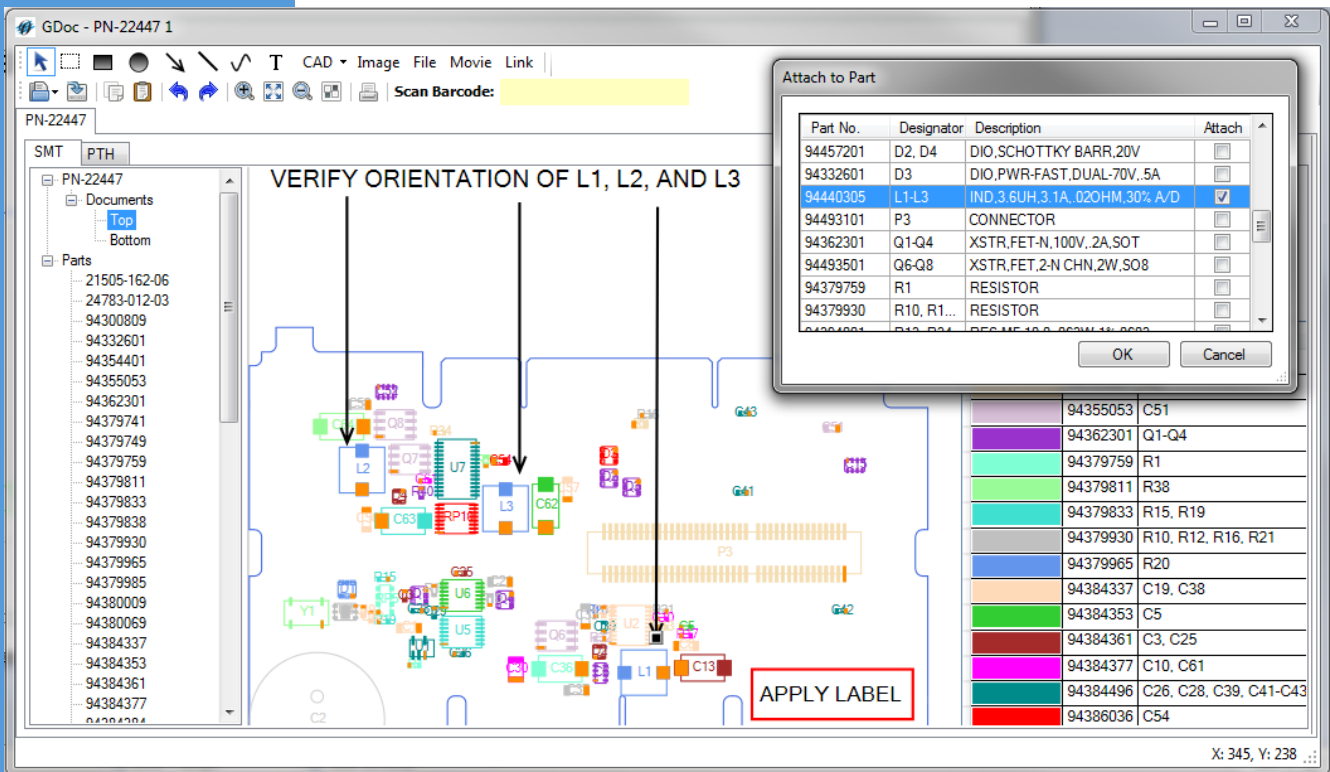 GDoc - PN-22447 1
T CAD Image File Movie Link
Scan Barcode:
PN-22447
SMT PTH
PN-22447
Documents
Top
Bottom
Parts
21505-162-06
24783-012-03
94300809
94332601
94354401
94355053
94362301
94379741
94379749
94379759
94379811
94379833
94379838
94379930
94379965
94379985
94380009
94380069
94384337
94384353
94384361
94384377
VERIFY ORIENTATION OF L1, L2, AND L3
Q8
R34
L2
Q7
U7
L3
C62
C63
RP16
C43
C41
P3
R15
C35
Y1
U6
U5
Q6
U2
C42
C30
C36
L1
C13
C2
APPLY LABEL
Attach to Part
Part No. Designator Description Attach
94457201 D2, D4 DIO,SCHOTTKY BARR,20V
94332601 D3 DIO,PWR-FAST,DUAL-70V,.5A
94440305 L1-L3 IND,3.6UH,3.1A,.02OHM,30% A/D
94493101 P3 CONNECTOR
94362301 Q1-Q4 XSTR,FET-N,100V,.2A,SOT
94493501 Q6-Q8 XSTR,FET,2-N CHN,2W,SO8
94379759 R1 RESISTOR
94379930 R10, R1... RESISTOR
OK Cancel
94355053 C51
94362301 Q1-Q4
94379759 R1
94379811 R38
94379833 R15, R19
94379930 R10, R12, R16, R21
94379965 R20
94384337 C19, C38
94384353 C5
94384361 C3, C25
94384377 C10, C61
94384496 C26, C28, C39, C41-C43
94386036 C54
X: 345, Y: 238